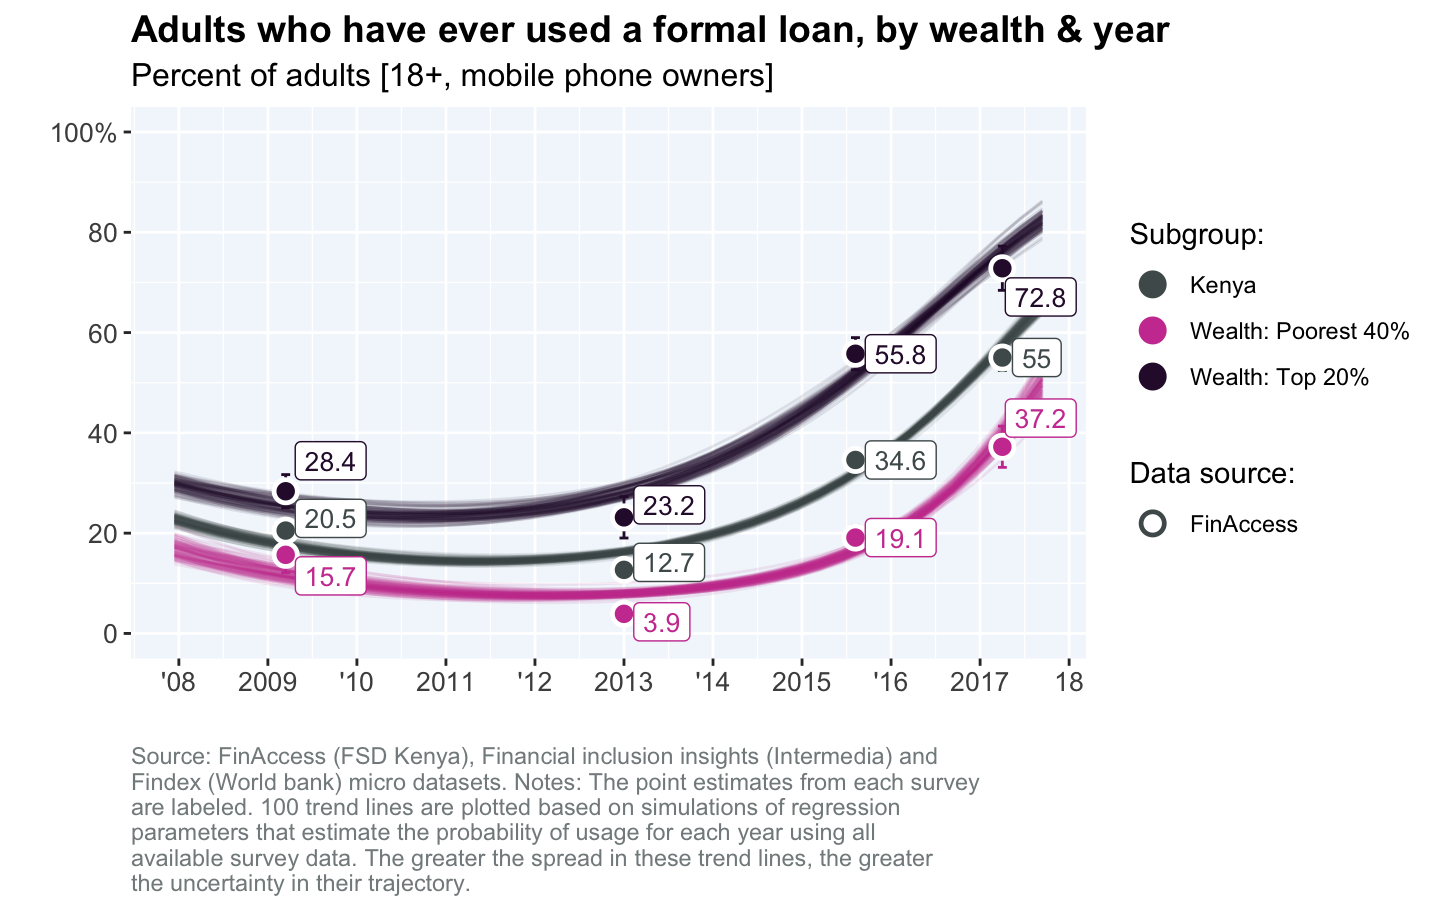 Adults who have ever used a formal loan, by wealth & year
Percent of adults [18+, mobile phone owners]
100%
80
60
40
20
0
28.4
20.5
15.7
23.2
12.7
3.9
55.8
34.6
19.1
72.8
55
37.2
'08 2009 '10 2011 '12 2013 '14 2015 '16 2017 18
Subgroup:
Kenya
Wealth: Poorest 40%
Wealth: Top 20%
Data source:
FinAccess
Source: FinAccess (FSD Kenya), Financial inclusion insights (Intermedia) and
Findex (World bank) micro datasets. Notes: The point estimates from each survey
are labeled. 100 trend lines are plotted based on simulations of regression
parameters that estimate the probability of usage for each year using all
available survey data. The greater the spread in these trend lines, the greater
the uncertainty in their trajectory.